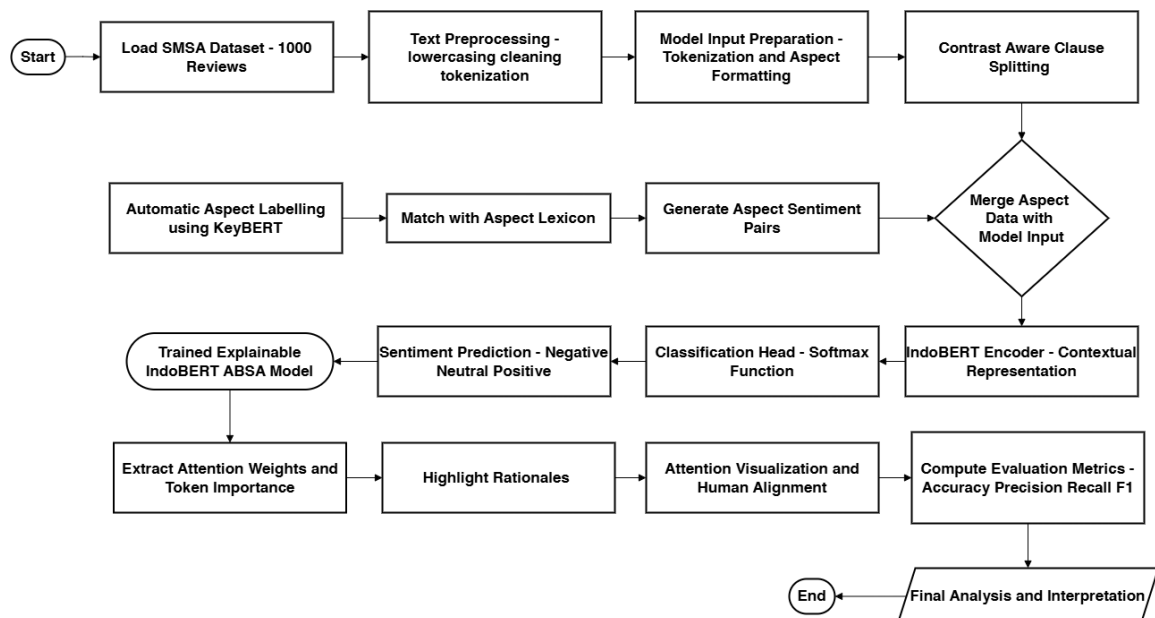 Start
Load SMSA Dataset - 1000
Reviews
Text Preprocessing -
lowercasing cleaning
tokenization
Model Input Preparation -
Tokenization and Aspect
Formatting
Contrast Aware Clause
Splitting
Automatic Aspect Labelling
using KeyBERT
Match with Aspect Lexicon
Generate Aspect Sentiment
Pairs
Merge Aspect
Data with
Model Input
Trained Explainable
IndoBERT ABSA Model
Sentiment Prediction - Negative
Neutral Positive
Classification Head - Softmax
Function
IndoBERT Encoder - Contextual
Representation
Extract Attention Weights and
Token Importance
Highlight Rationales
Attention Visualization and
Human Alignment
Compute Evaluation Metrics -
Accuracy Precision Recall F1
End
Final Analysis and Interpretation